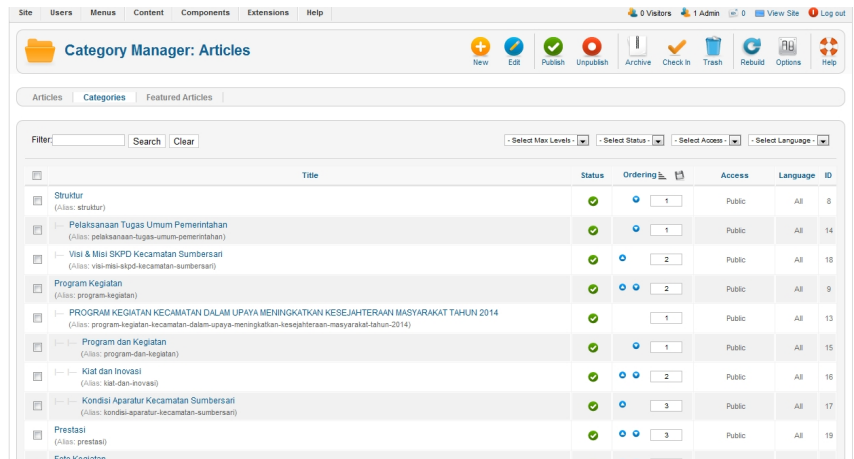 Site Users Menus Content Components Extensions Help 0 Visitors 1 Admin 0 View Site Log out
Category Manager: Articles
New Edit Publish Unpublish Archive Check In Trash Rebuild Options Help
Articles Categories Featured Articles
Filter: Search Clear - Select Max Levels - - Select Status - - Select Access - - Select Language -
Title Status Ordering Access Language ID
Struktur 1 Public All 8
(Alias: struktur)
Pelaksanaan Tugas Umum Pemerintahan 1 Public All 14
(Alias: pelaksanaan-tugas-umum-pemerintahan)
Visi & Misi SKPD Kecamatan Sumbersari 2 Public All 18
(Alias: visi-misi-skpd-kecamatan-sumbersari)
Program Kegiatan 2 Public All 9
(Alias: program-kegiatan)
PROGRAM KEGIATAN KECAMATAN DALAM UPAYA MENINGKATKAN KESEJAHTERAAN MASYARAKAT TAHUN 2014 1 Public All 13
(Alias: program-kegiatan-kecamatan-dalam-upaya-meningkatkan-kesejahteraan-masyarakat-tahun-2014)
Program dan Kegiatan 1 Public All 15
(Alias: program-dan-kegiatan)
Kiat dan Inovasi 2 Public All 16
(Alias: kiat-dan-inovasi)
Kondisi Aparatur Kecamatan Sumbersari 3 Public All 17
(Alias: kondisi-aparatur-kecamatan-sumbersari)
Prestasi 3 Public All 19
(Alias: prestasi)
Foto Kegiatan